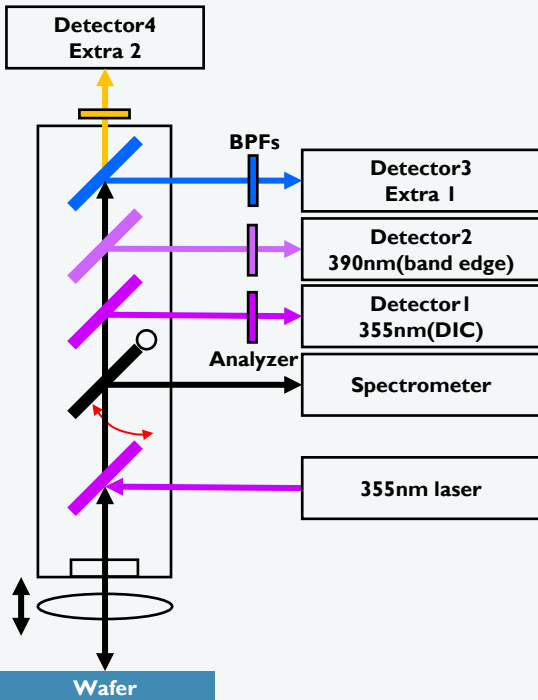 Detector4
Extra 2
BPFs
Detector3
Extra 1
Detector2
390nm(band edge)
Detector1
355nm(DIC)
Analyzer
Spectrometer
355nm laser
Wafer